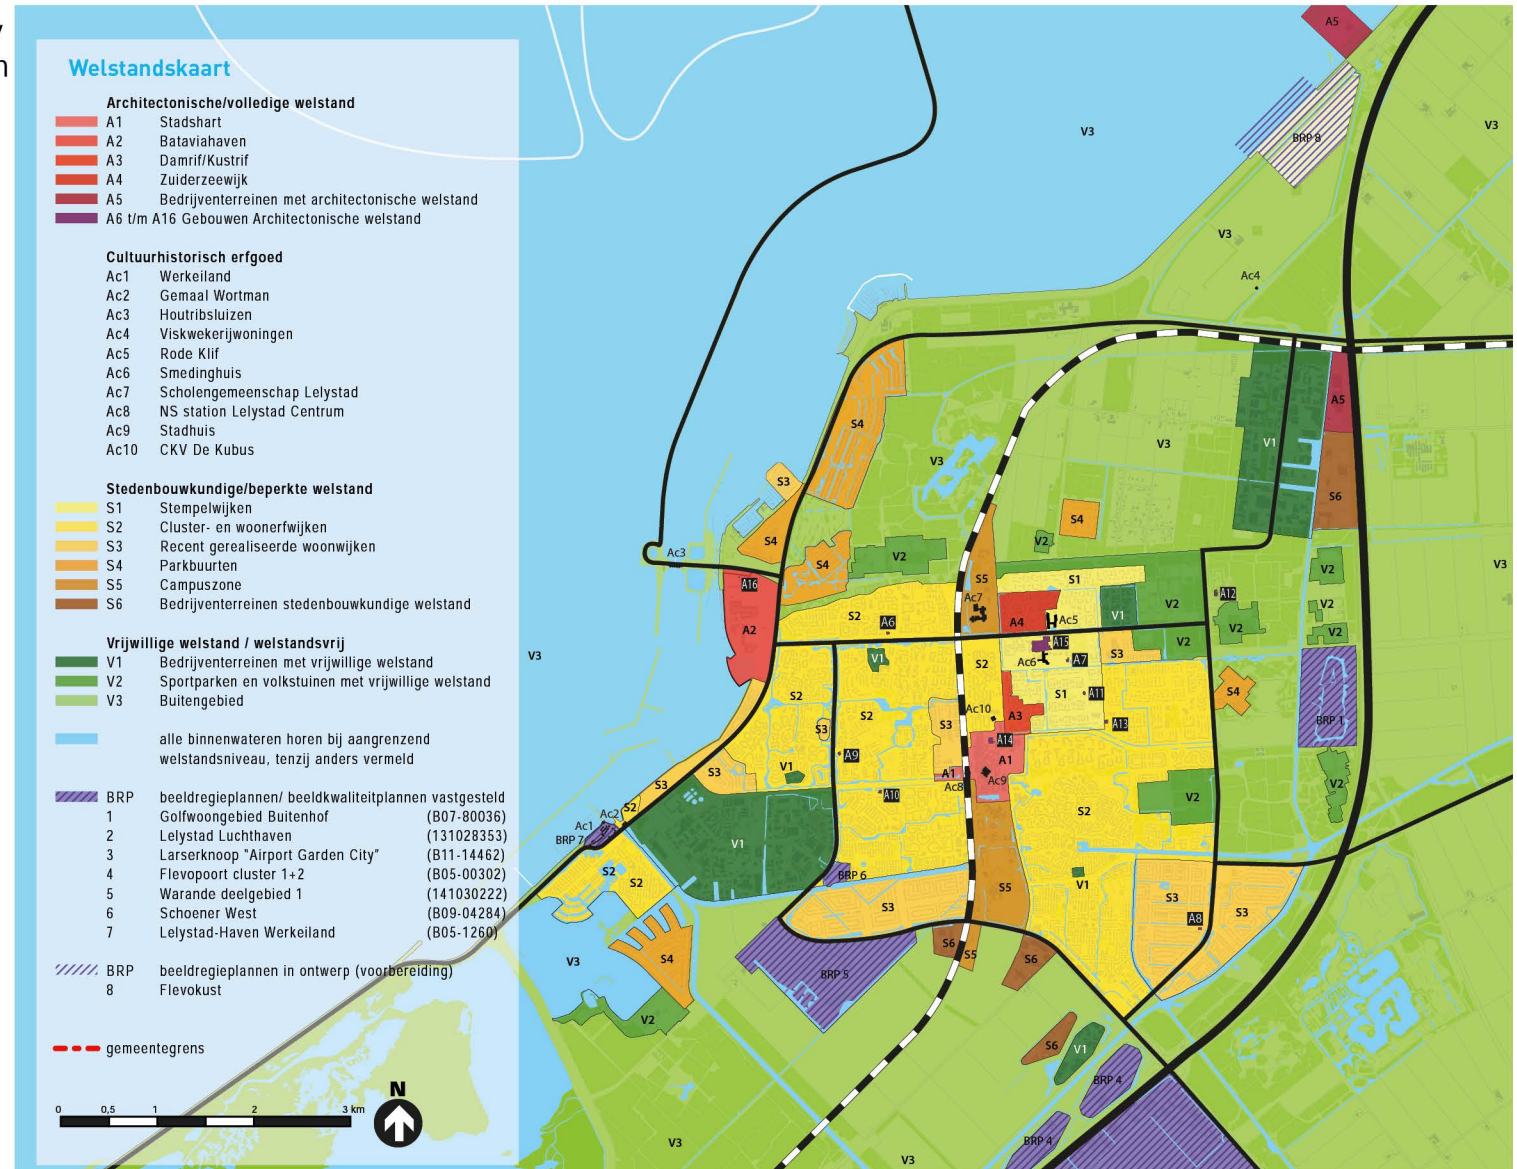 Welstandskaart
Architectonische/volledige welstand
A1 Stadshart
A2 Bataviahaven
A3 Damrif/Kustrif
A4 Zuiderzeewijk
A5 Bedrijventerreinen met architectonische welstand
A6 t/m A16 Gebouwen Architectonische welstand
Cultuurhistorisch erfgoed
Ac1 Werkeiland
Ac2 Gemaal Wortman
Ac3 Houtribsluizen
Ac4 Viskwekerijwoningen
Ac5 Rode Klif
Ac6 Smedinghuis
Ac7 Scholengemeenschap Lelystad
Ac8 NS station Lelystad Centrum
Ac9 Stadhuis
Ac10 CKV De Kubus
Stedenbouwkundige/beperkte welstand
S1 Stempelwijken
S2 Cluster- en woonerfwijken
S3 Recent gerealiseerde woonwijken
S4 Parkbuurten
S5 Campuszone
S6 Bedrijventerreinen stedenbouwkundige welstand
Vrijwillige welstand / welstandsvrij
V1 Bedrijventerreinen met vrijwillige welstand
V2 Sportparken en volkstuinen met vrijwillige welstand
V3 Buitengebied
alle binnenwateren horen bij aangrenzend
welstandsniveau, tenzij anders vermeld
BRP beeldregieplannen/ beeldkwaliteitplannen vastgesteld
1 Golfwoongebied Buitenhof (B07-80036)
2 Lelystad Luchthaven (131028353)
3 Larserknoop "Airport Garden City" (B11-14462)
4 Flevopoort cluster 1+2 (B05-00302)
5 Warande deelgebied 1 (141030222)
6 Schoener West (B09-04284)
7 Lelystad-Haven Werkeiland (B05-1260)
BRP beeldregieplannen in ontwerp (voorbereiding)
8 Flevokust
gemeentegrens
0 0,5 1 2 3 km
N
A5
V3
V3
BRP 8
V3
Ac4
A5
S4
V3
V3
V1
S3
S6
S4
S4
V2
V2
S4
Ac3
V3
S4
V2
S5
S1
A16
Ac7
V1
V2
A12
V2
S2
A6
A4
Ac5
A2
V2
V2
V2
A15
S3
V3
V1
S2
Ac6
A7
S2
S1
A11
S4
Ac10
S2
S3
A3
A13
BRP 1
S3
A14
A9
A1
S3
V1
A1
Ac9
S3
Ac8
V2
A10
V2
S2
Ac2
S2
Ac1
BRP 7
V1
S2
S2
BRP 6
V1
S5
S3
S3
S3
A8
S6
S5
S6
V3
S4
BRP 5
V2
S6
V1
BRP 4
BRP 4
V3
V3